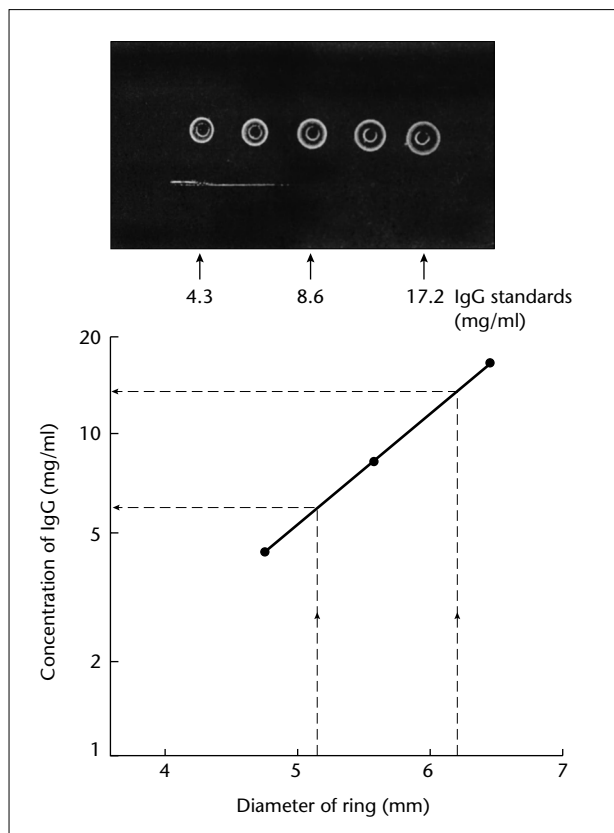 4.3 8.6 17.2 IgG standards
(mg/ml)
20
10
5
2
1
Concentration of IgG (mg/ml)
4 5 6 7
Diameter of ring (mm)